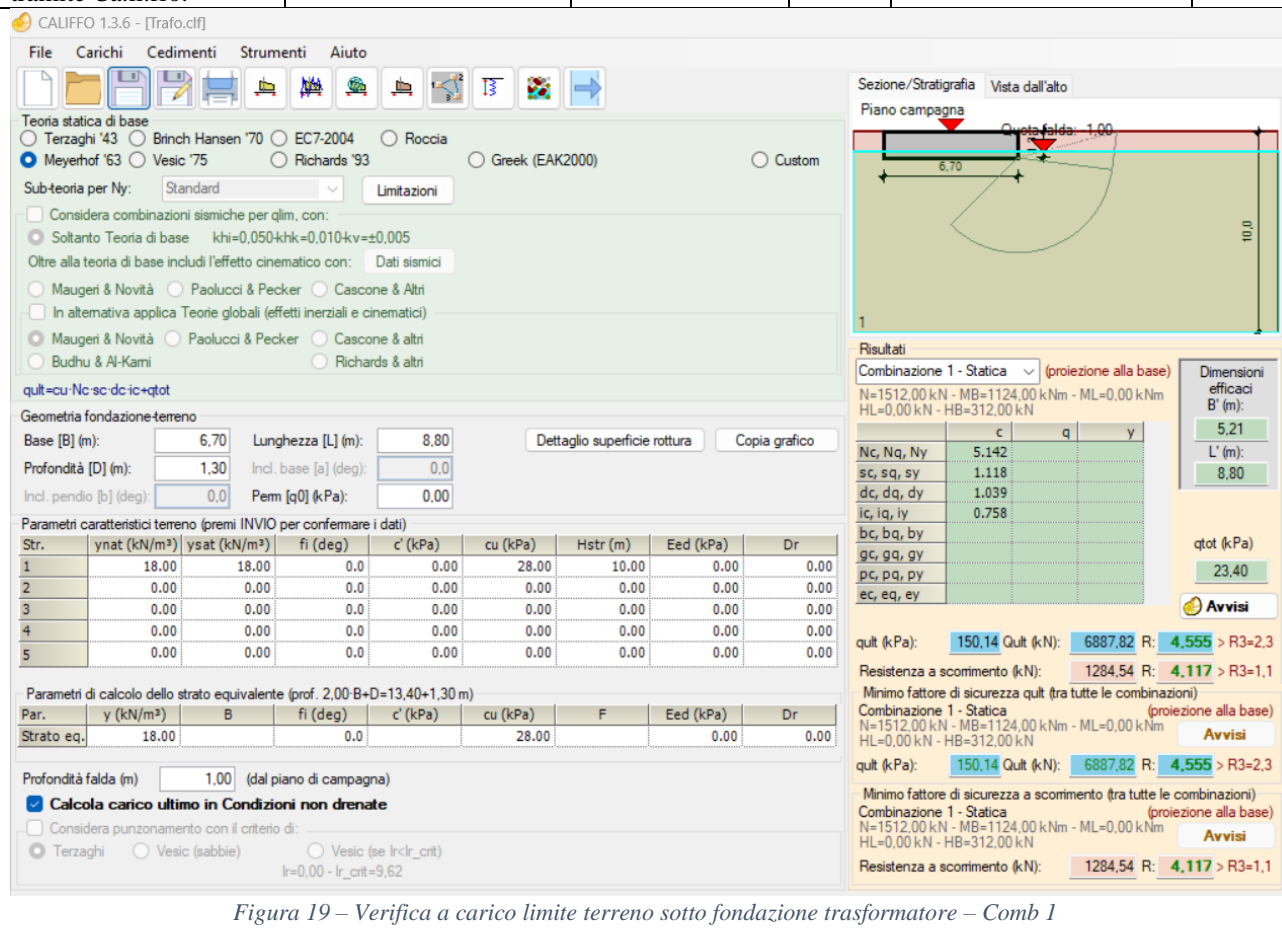 tramite Ca.li.ffo.
CALIFFO 1.3.6 - [Trafo.clf]
File Carichi Cedimenti Strumenti Aiuto
Teoria statica di base
Terzaghi '43 Brinch Hansen '70 EC7-2004 Roccia
Meyerhof '63 Vesic '75 Richards '93 Greek (EAK2000) Custom
Sub-teoria per Ny: Standard Limitazioni
Considera combinazioni sismiche per qlim, con:
Soltanto Teoria di base khi=0,050-khk=0,010-kv=±0,005
Oltre alla teoria di base includi l'effetto cinematico con: Dati sismici
Maugeri & Novità Paolucci & Pecker Cascone & Altri
In alternativa applica Teorie globali (effetti inerziali e cinematici)
Maugeri & Novità Paolucci & Pecker Cascone & altri
Budhu & Al-Karni Richards & altri
qult=cu·Nc·sc·dc·ic+qtot
Geometria fondazione-terreno
Base [B] (m): 6,70 Lunghezza [L] (m): 8,80 Dettaglio superficie rottura Copia grafico
Profondità [D] (m): 1,30 Incl. base [a] (deg): 0,0
Incl. pendio [b] (deg): 0,0 Perm [q0] (kPa): 0,00
Parametri caratteristici terreno (premi INVIO per confermare i dati)
Str. ynat (kN/m³) ysat (kN/m³) fi (deg) c' (kPa) cu (kPa) Hstr (m) Eed (kPa) Dr
1 18.00 18.00 0.0 0.00 28.00 10.00 0.00 0.00
2 0.00 0.00 0.0 0.00 0.00 0.00 0.00 0.00
3 0.00 0.00 0.0 0.00 0.00 0.00 0.00 0.00
4 0.00 0.00 0.0 0.00 0.00 0.00 0.00 0.00
5 0.00 0.00 0.0 0.00 0.00 0.00 0.00 0.00
Parametri di calcolo dello strato equivalente (prof. 2,00·B+D=13,40+1,30 m)
Par. y (kN/m³) B fi (deg) c' (kPa) cu (kPa) F Eed (kPa) Dr
Strato eq. 18.00 0.0 28.00 0.00 0.00
Profondità falda (m) 1,00 (dal piano di campagna)
Calcola carico ultimo in Condizioni non drenate
Considera punzonamento con il criterio di:
Terzaghi Vesic (sabbie) Vesic (se Ir<Ir_crit)
Ir=0,00 - Ir_crit=9,62
Sezione/Stratigrafia Vista dall'alto
Piano campagna
Quota falda: -1,00
6,70
10,0
1
Risultati
Combinazione 1 - Statica (proiezione alla base)
N=1512,00 kN - MB=1124,00 kNm - ML=0,00 kNm
HL=0,00 kN - HB=312,00 kN
Dimensioni
efficaci
B' (m):
5,21
L' (m):
8,80
c q y
Nc, Nq, Ny 5.142
sc, sq, sy 1.118
dc, dq, dy 1.039
ic, iq, iy 0.758
bc, bq, by
gc, gq, gy
pc, pq, py
ec, eq, ey
qtot (kPa)
23,40
Avvisi
qult (kPa): 150,14 Qult (kN): 6887,82 R: 4,555 > R3=2,3
Resistenza a scorrimento (kN): 1284,54 R: 4,117 > R3=1,1
Minimo fattore di sicurezza qult (tra tutte le combinazioni)
Combinazione 1 - Statica (proiezione alla base)
N=1512,00 kN - MB=1124,00 kNm - ML=0,00 kNm
HL=0,00 kN - HB=312,00 kN Avvisi
qult (kPa): 150,14 Qult (kN): 6887,82 R: 4,555 > R3=2,3
Minimo fattore di sicurezza a scorrimento (tra tutte le combinazioni)
Combinazione 1 - Statica (proiezione alla base)
N=1512,00 kN - MB=1124,00 kNm - ML=0,00 kNm
HL=0,00 kN - HB=312,00 kN Avvisi
Resistenza a scorrimento (kN): 1284,54 R: 4,117 > R3=1,1
Figura 19 – Verifica a carico limite terreno sotto fondazione trasformatore – Comb 1